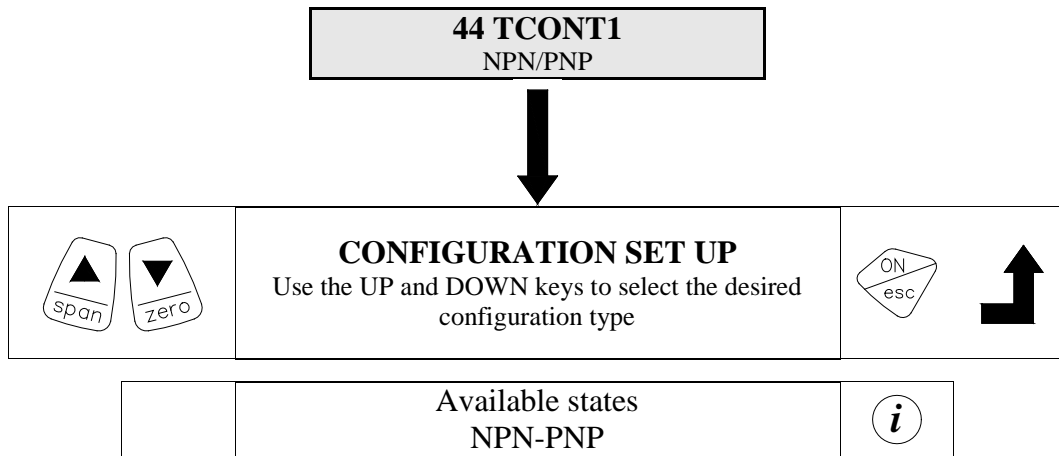 44 TCONT1
NPN/PNP
span
zero
CONFIGURATION SET UP
Use the UP and DOWN keys to select the desired
configuration type
ON
esc
Available states
NPN-PNP
i